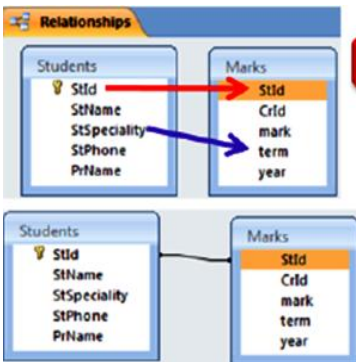 Relationships
Students
StId
StName
StSpeciality
StPhone
PrName
Marks
StId
CrId
mark
term
year
Students
StId
StName
StSpeciality
StPhone
PrName
Marks
StId
CrId
mark
term
year